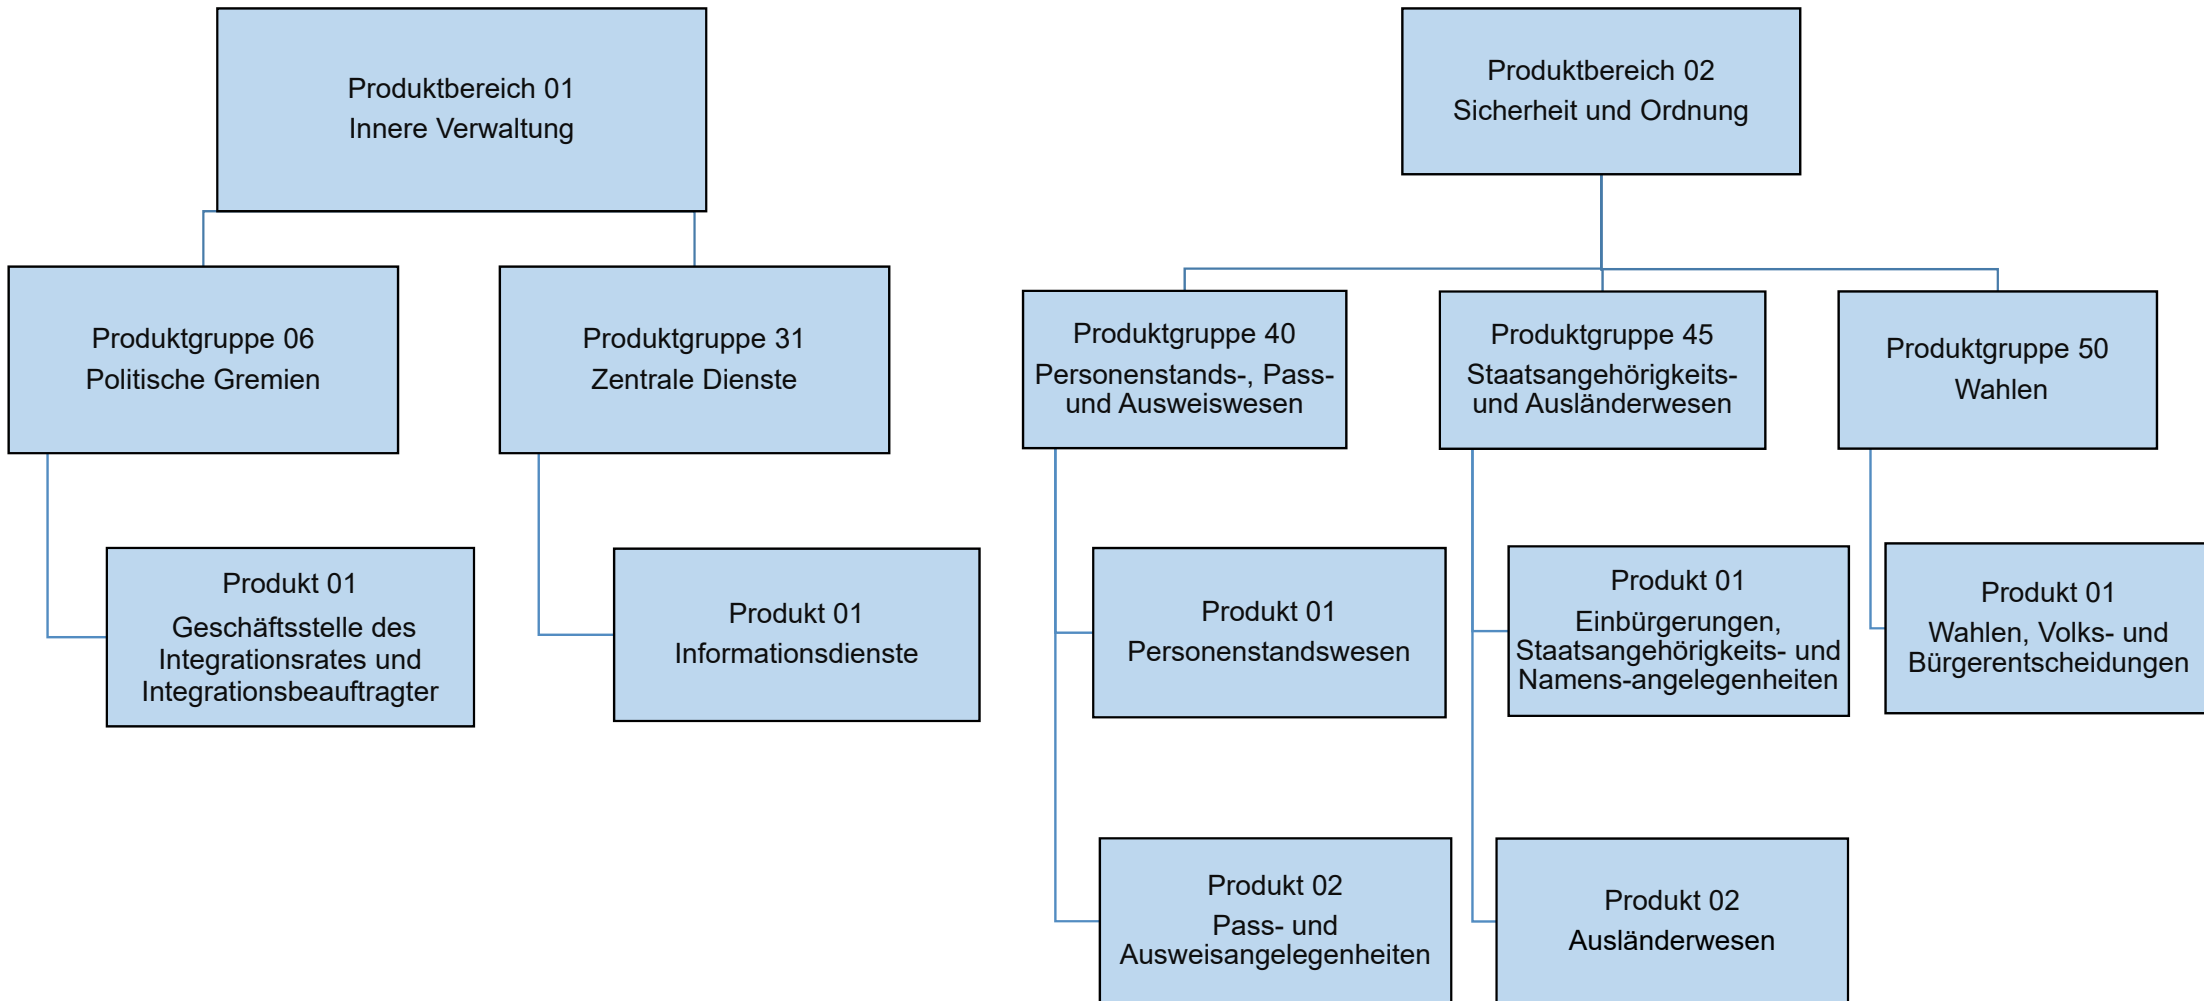 Produktbereich 01
Innere Verwaltung
Produktbereich 02
Sicherheit und Ordnung
Produktgruppe 06
Politische Gremien
Produktgruppe 31
Zentrale Dienste
Produktgruppe 40
Personenstands-, Pass-
und Ausweiswesen
Produktgruppe 45
Staatsangehörigkeits-
und Ausländerwesen
Produktgruppe 50
Wahlen
Produkt 01
Geschäftsstelle des
Integrationsrates und
Integrationsbeauftragter
Produkt 01
Informationsdienste
Produkt 01
Personenstandswesen
Produkt 01
Einbürgerungen,
Staatsangehörigkeits- und
Namens-angelegenheiten
Produkt 01
Wahlen, Volks- und
Bürgerentscheidungen
Produkt 02
Pass- und
Ausweisangelegenheiten
Produkt 02
Ausländerwesen